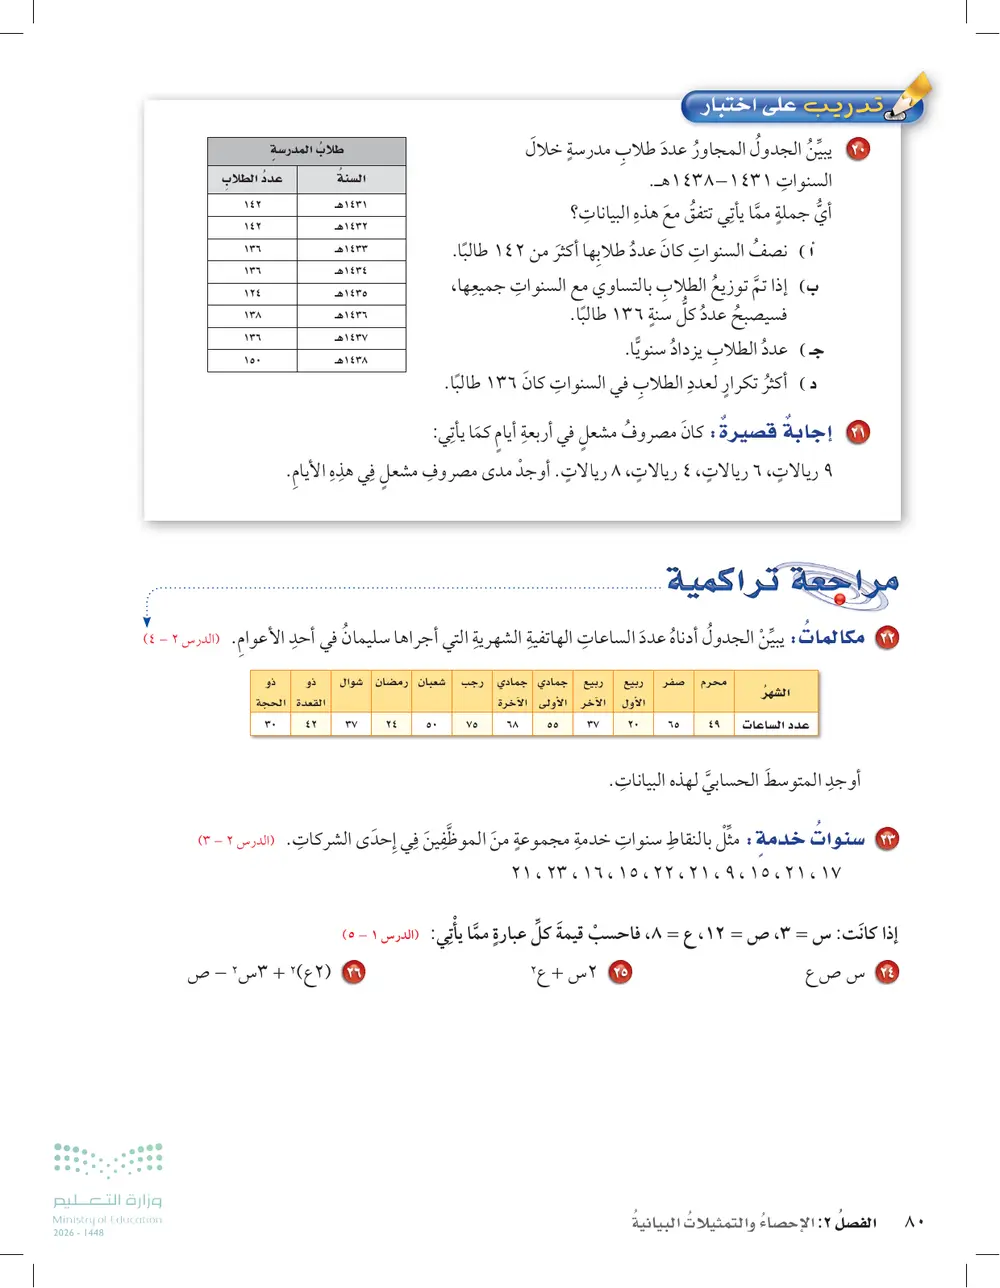 تدريب على اختبار
٢٠ يبيِّنُ الجدولُ المجاورُ عددَ طلابِ مدرسةٍ خلالَ
السنواتِ ١٤٣١–١٤٣٨هـ.
أيُّ جملةٍ ممَّا يأتِي تتفقُ معَ هذهِ البياناتِ؟
أ ) نصفُ السنواتِ كانَ عددُ طلابِها أكثرَ من ١٤٢ طالبًا.
ب) إذا تمَّ توزيعُ الطلابِ بالتساوي مع السنواتِ جميعِها،
فسيصبحُ عددُ كلُّ سنةٍ ١٣٦ طالبًا.
جـ ) عددُ الطلابِ يزدادُ سنويًّا.
د ) أكثرُ تكرارٍ لعددِ الطلابِ في السنواتِ كانَ ١٣٦ طالبًا.
طلابُ المدرسةِ
السنةُ عددُ الطلابِ
١٤٣١هـ ١٤٢
١٤٣٢هـ ١٤٢
١٤٣٣هـ ١٣٦
١٤٣٤هـ ١٣٦
١٤٣٥هـ ١٢٤
١٤٣٦هـ ١٣٨
١٤٣٧هـ ١٣٦
١٤٣٨هـ ١٥٠
٢١ إجابةٌ قصيرةٌ: كانَ مصروفُ مشعلٍ في أربعةِ أيامٍ كمَا يأتِي:
٩ ريالاتٍ، ٦ ريالاتٍ، ٤ ريالاتٍ، ٨ ريالاتٍ. أوجدْ مدى مصروفِ مشعلٍ فِي هذِهِ الأيامِ.
مراجعة تراكمية
٢٢ مكالماتُ: يبيِّنْ الجدولُ أدناهُ عددَ الساعاتِ الهاتفيةِ الشهريةِ التي أجراها سليمانُ في أحدِ الأعوامِ. (الدرس ٢ – ٤)
الشهرُ محرم صفر ربيع الأول ربيع الآخر جمادي الأولى جمادي الآخرة رجب شعبان رمضان شوال ذو القعدة ذو الحجة
عدد الساعات ٤٩ ٦٥ ٢٠ ٣٧ ٥٥ ٦٨ ٧٥ ٥٠ ٢٤ ٣٧ ٤٢ ٣٠
أوجدِ المتوسطَ الحسابيَّ لهذه البياناتِ.
٢٣ سنواتُ خدمةٍ: مثِّلْ بالنقاطِ سنواتِ خدمةِ مجموعةٍ منَ الموظَّفِينَ فِي إِحدَى الشركاتِ. (الدرس ٢ – ٣)
١٧ ، ٢١ ، ١٥ ، ٩ ، ٢١ ، ٢٢ ، ١٥ ، ١٦ ، ٢٣ ، ٢١
إذا كانَت: س = ٣، ص = ١٢، ع = ٨، فاحسبْ قيمةَ كلِّ عبارةٍ ممَّا يأْتِي: (الدرس ١ – ٥)
٢٤ س ص ع ٢٥ ٢س + ع٢ ٢٦ (٢ع)٢ + ٣س٢ – ص
وزارة التعليم
Ministry of Education
2026 - 1448
٨٠ الفصلُ ٢: الإحصاءُ والتمثيلاتُ البيانيةُ